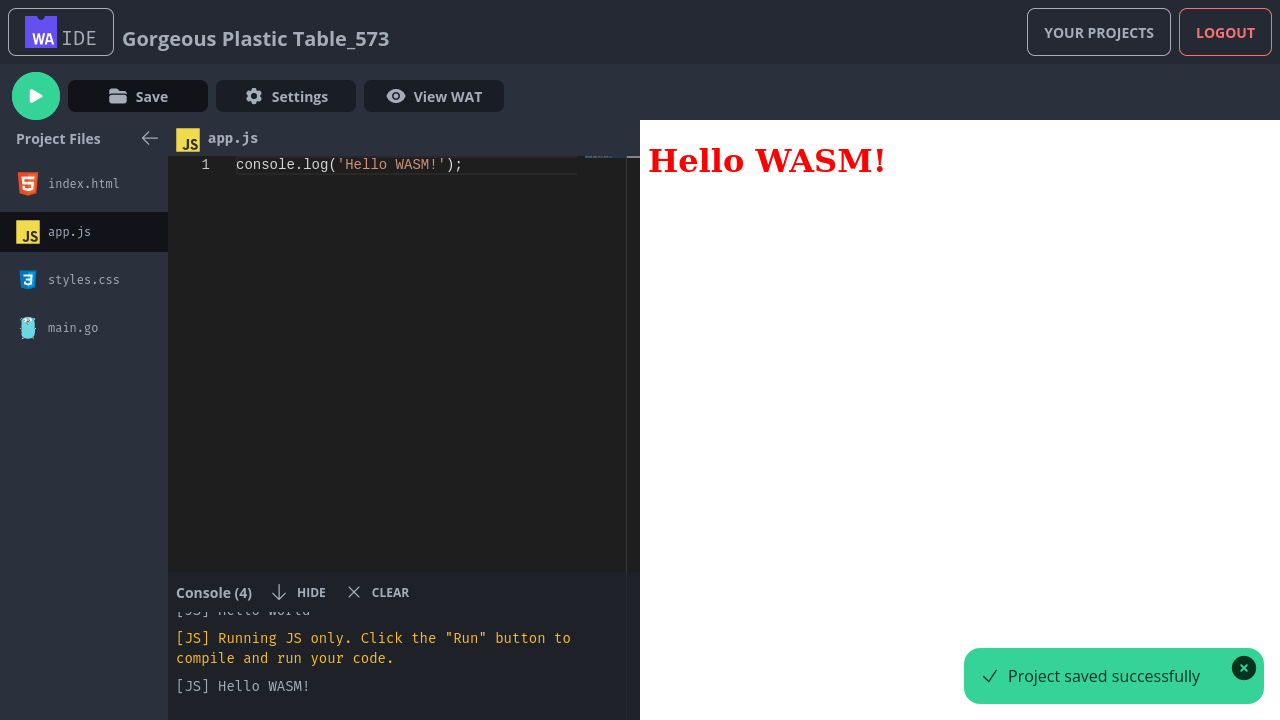 WA IDE
Gorgeous Plastic Table_573
YOUR PROJECTS
LOGOUT
Save
Settings
View WAT
Project Files
index.html
JS app.js
styles.css
main.go
JS app.js
1 console.log('Hello WASM!');
Hello WASM!
Console (4)
HIDE
CLEAR
[JS] Hello World
[JS] Running JS only. Click the "Run" button to
compile and run your code.
[JS] Hello WASM!
Project saved successfully